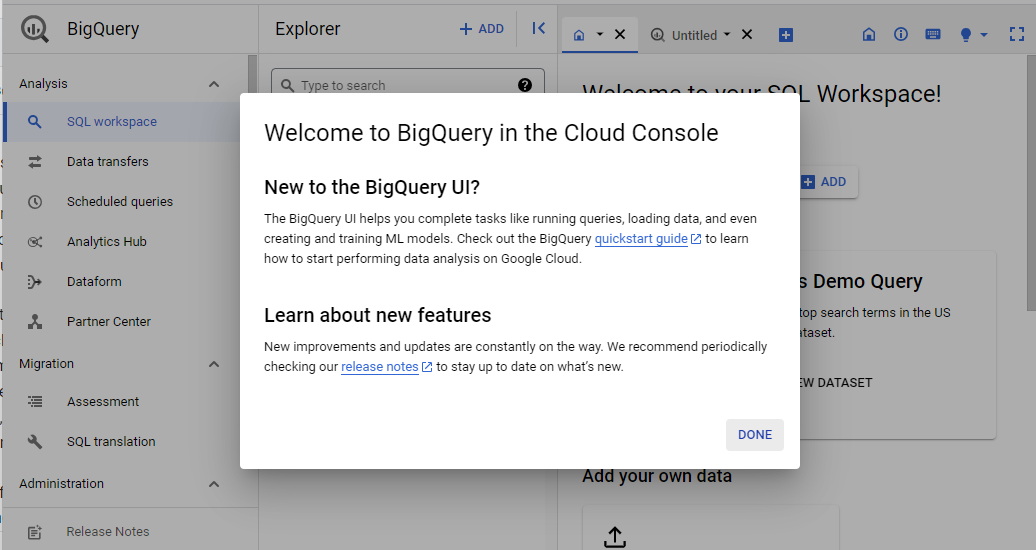 BigQuery
Explorer
ADD
Untitled
Analysis
Type to search
Welcome to your SQL Workspace!
SQL workspace
Data transfers
Scheduled queries
Analytics Hub
Dataform
Partner Center
Migration
Assessment
SQL translation
Administration
Release Notes
Welcome to BigQuery in the Cloud Console
New to the BigQuery UI?
The BigQuery UI helps you complete tasks like running queries, loading data, and even
creating and training ML models. Check out the BigQuery quickstart guide to learn
how to start performing data analysis on Google Cloud.
Learn about new features
New improvements and updates are constantly on the way. We recommend periodically
checking our release notes to stay up to date on what's new.
DONE
ADD
s Demo Query
top search terms in the US
ataset.
EW DATASET
Add your own data